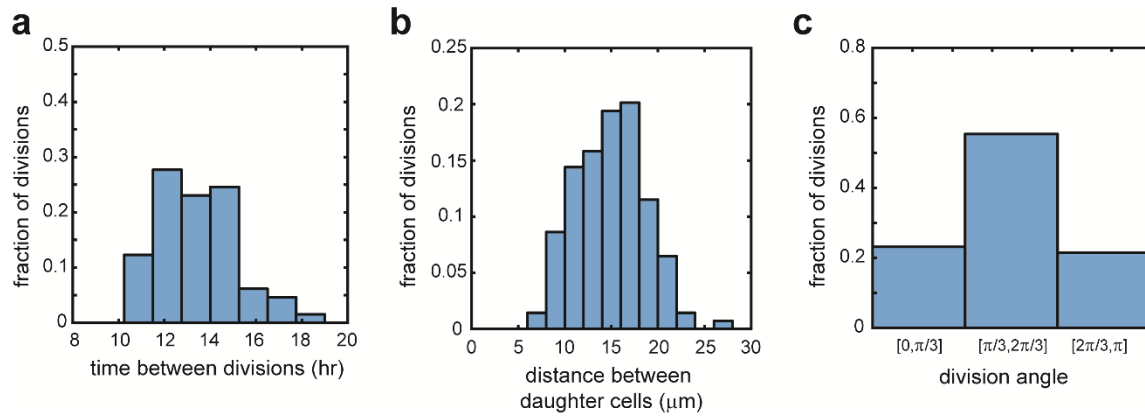 a
0.5
0.4
0.3
0.2
0.1
0
fraction of divisions
8 10 12 14 16 18 20
time between divisions (hr)
b
0.25
0.2
0.15
0.1
0.05
0
fraction of divisions
0 5 10 15 20 25 30
distance between
daughter cells (μm)
c
0.8
0.6
0.4
0.2
0
fraction of divisions
[0,π/3] [π/3,2π/3] [2π/3,π]
division angle